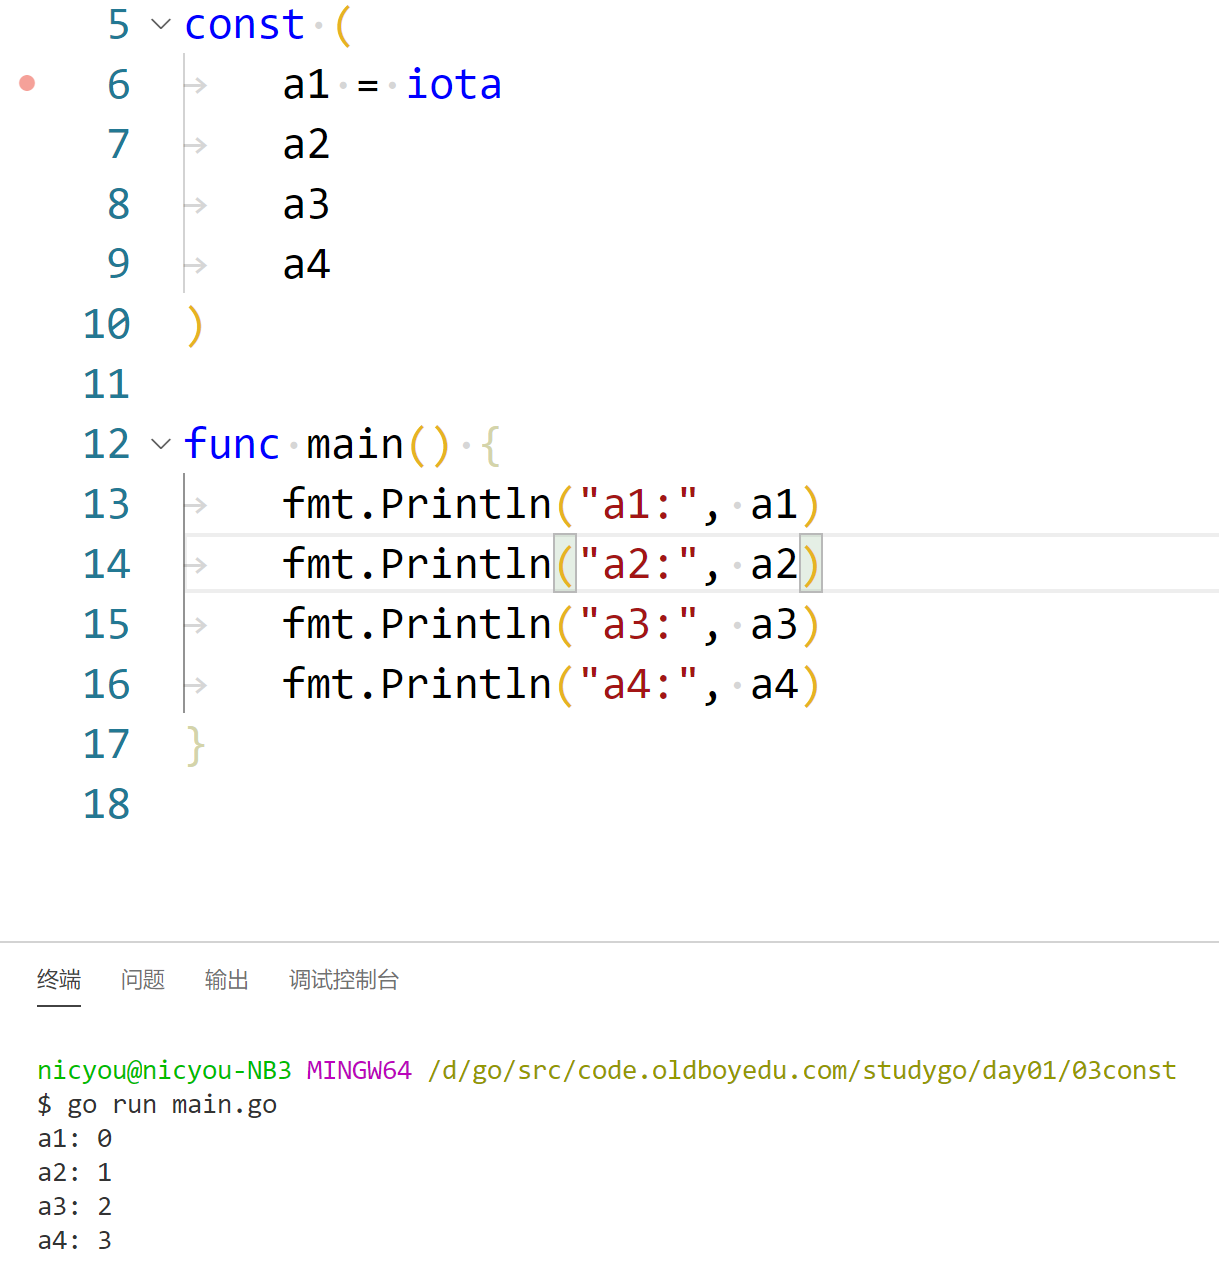 5 const (
6 a1 = iota
7 a2
8 a3
9 a4
10 )
11
12 func main() {
13 fmt.Println("a1:", a1)
14 fmt.Println("a2:", a2)
15 fmt.Println("a3:", a3)
16 fmt.Println("a4:", a4)
17 }
18
终端 问题 输出 调试控制台
nicyou@nicyou-NB3 MINGW64 /d/go/src/code.oldboyedu.com/studygo/day01/03const
$ go run main.go
a1: 0
a2: 1
a3: 2
a4: 3